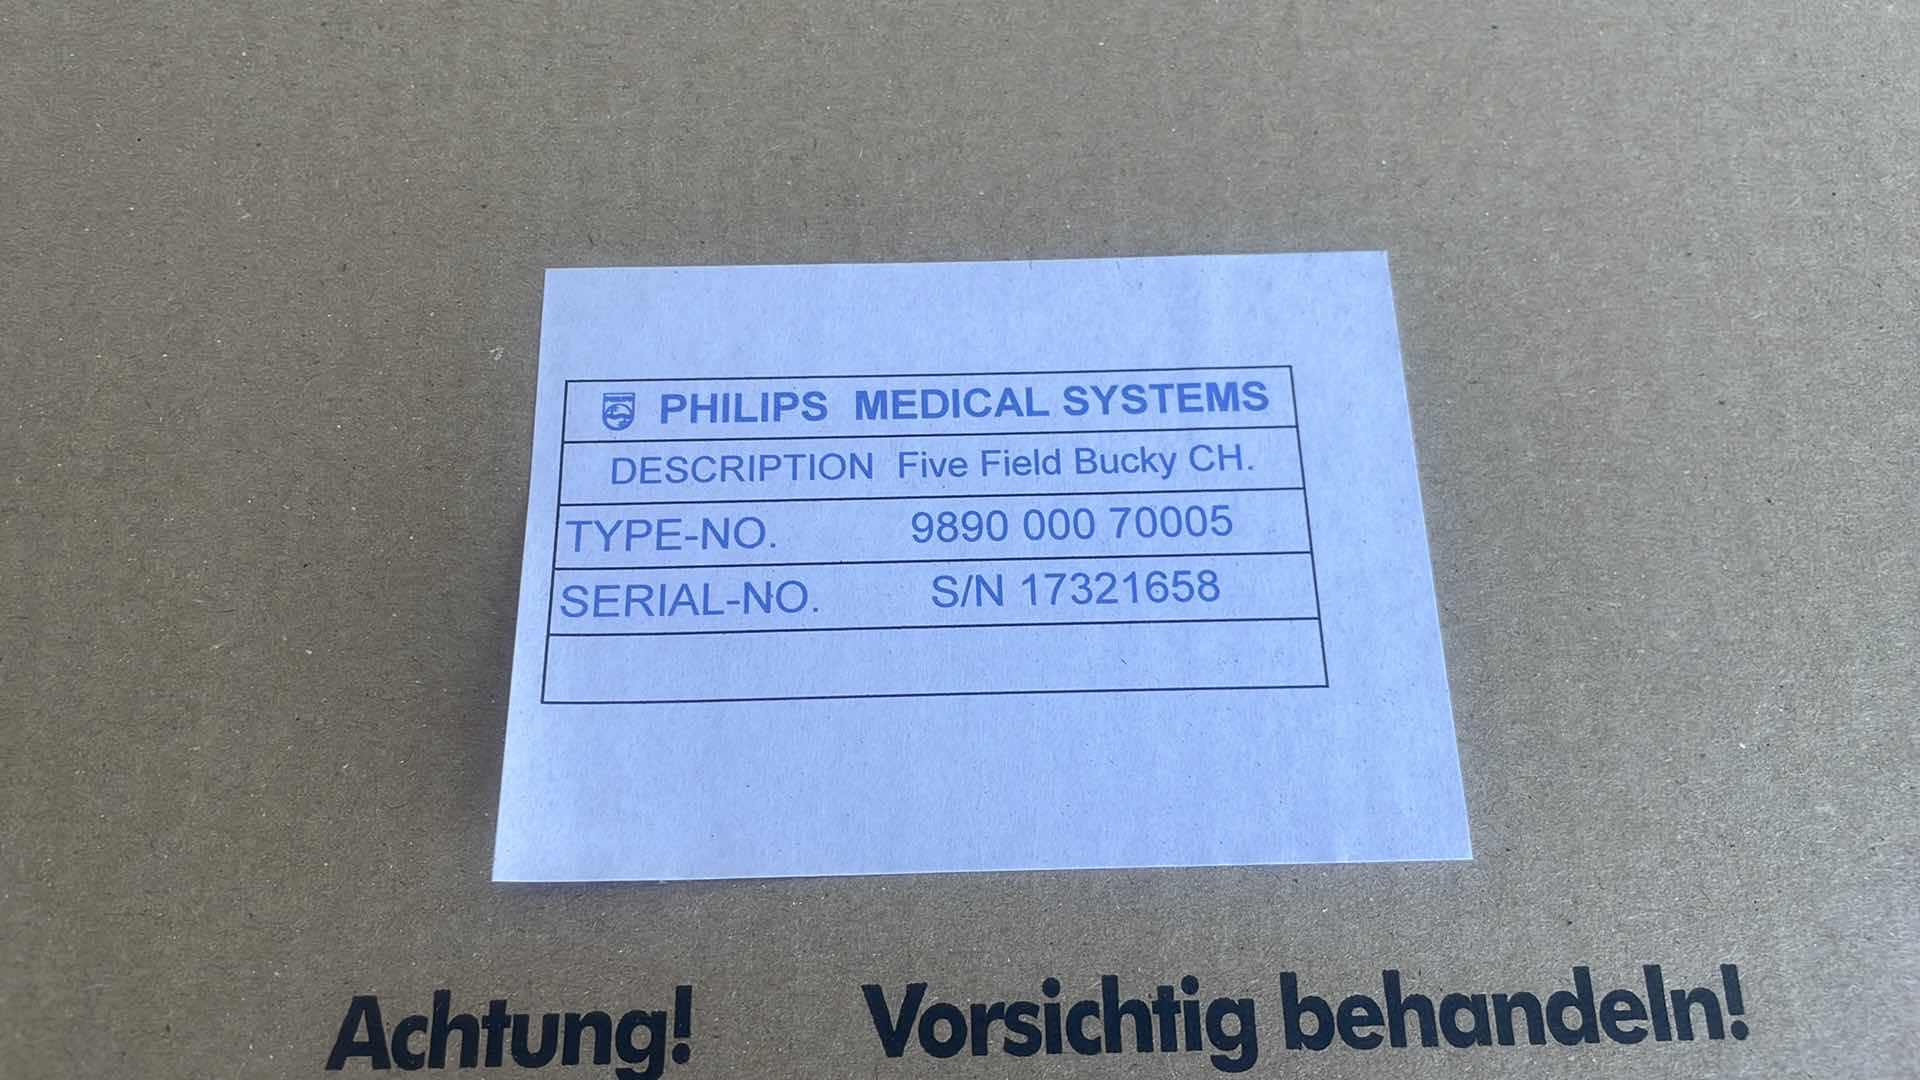 PHILIPS MEDICAL SYSTEMS
DESCRIPTION Five Field Bucky CH.
TYPE-NO. 9890 000 70005
SERIAL-NO. S/N 17321658
Achtung! Vorsichtig behandeln!